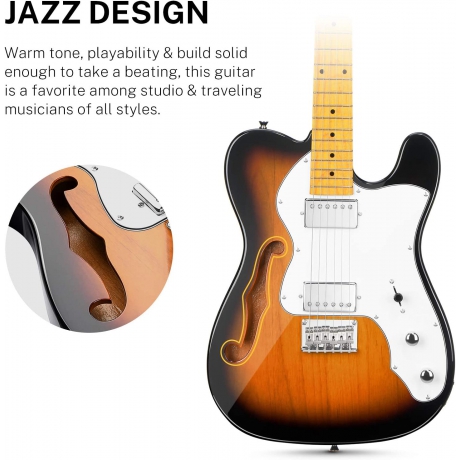 JAZZ DESIGN
Warm tone, playability & build solid
enough to take a beating, this guitar
is a favorite among studio & traveling
musicians of all styles.